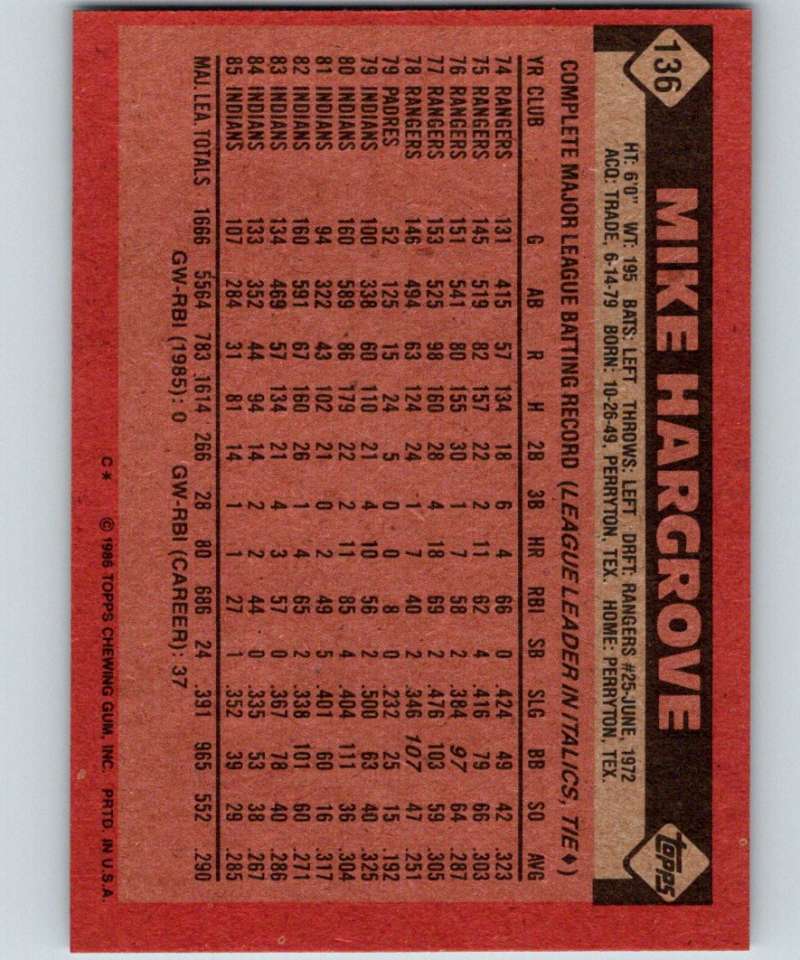 136
MIKE HARGROVE
topps
HT: 6'0" WT: 195 BATS: LEFT THROWS: LEFT DRFT: RANGERS #25-JUNE, 1972
ACQ: TRADE, 6-14-79 BORN: 10-26-49, PERRYTON, TEX. HOME: PERRYTON, TEX.
COMPLETE MAJOR LEAGUE BATTING RECORD (LEAGUE LEADER IN ITALICS, TIE♦)
YR CLUB G AB R H 2B 3B HR RBI SB SLG BB SO AVG
74 RANGERS 131 415 57 134 18 6 4 66 0 .424 49 42 .323
75 RANGERS 145 519 82 157 22 2 11 62 4 .416 79 66 .303
76 RANGERS 151 541 80 155 30 1 7 58 2 .384 97 64 .287
77 RANGERS 153 525 98 160 28 4 18 69 2 .476 103 59 .305
78 RANGERS 146 494 63 124 24 1 7 40 2 .346 107 47 .251
79 PADRES 52 125 15 24 5 0 0 8 0 .232 25 15 .192
79 INDIANS 100 338 60 110 21 4 10 56 2 .500 63 40 .325
80 INDIANS 160 589 86 179 22 2 11 85 4 .404 111 36 .304
81 INDIANS 94 322 43 102 21 0 2 49 5 .401 60 16 .317
82 INDIANS 160 591 67 160 26 1 4 65 2 .338 101 60 .271
83 INDIANS 134 469 57 134 21 4 3 57 0 .367 78 40 .286
84 INDIANS 133 352 44 94 14 2 2 44 0 .335 53 38 .267
85 INDIANS 107 284 31 81 14 1 1 27 1 .352 39 29 .285
MAJ. LEA. TOTALS 1666 5564 783 1614 266 28 80 686 24 .391 965 552 .290
GW-RBI (1985): 0 GW-RBI (CAREER): 37
C* © 1986 TOPPS CHEWING GUM, INC. PRTD. IN U.S.A.